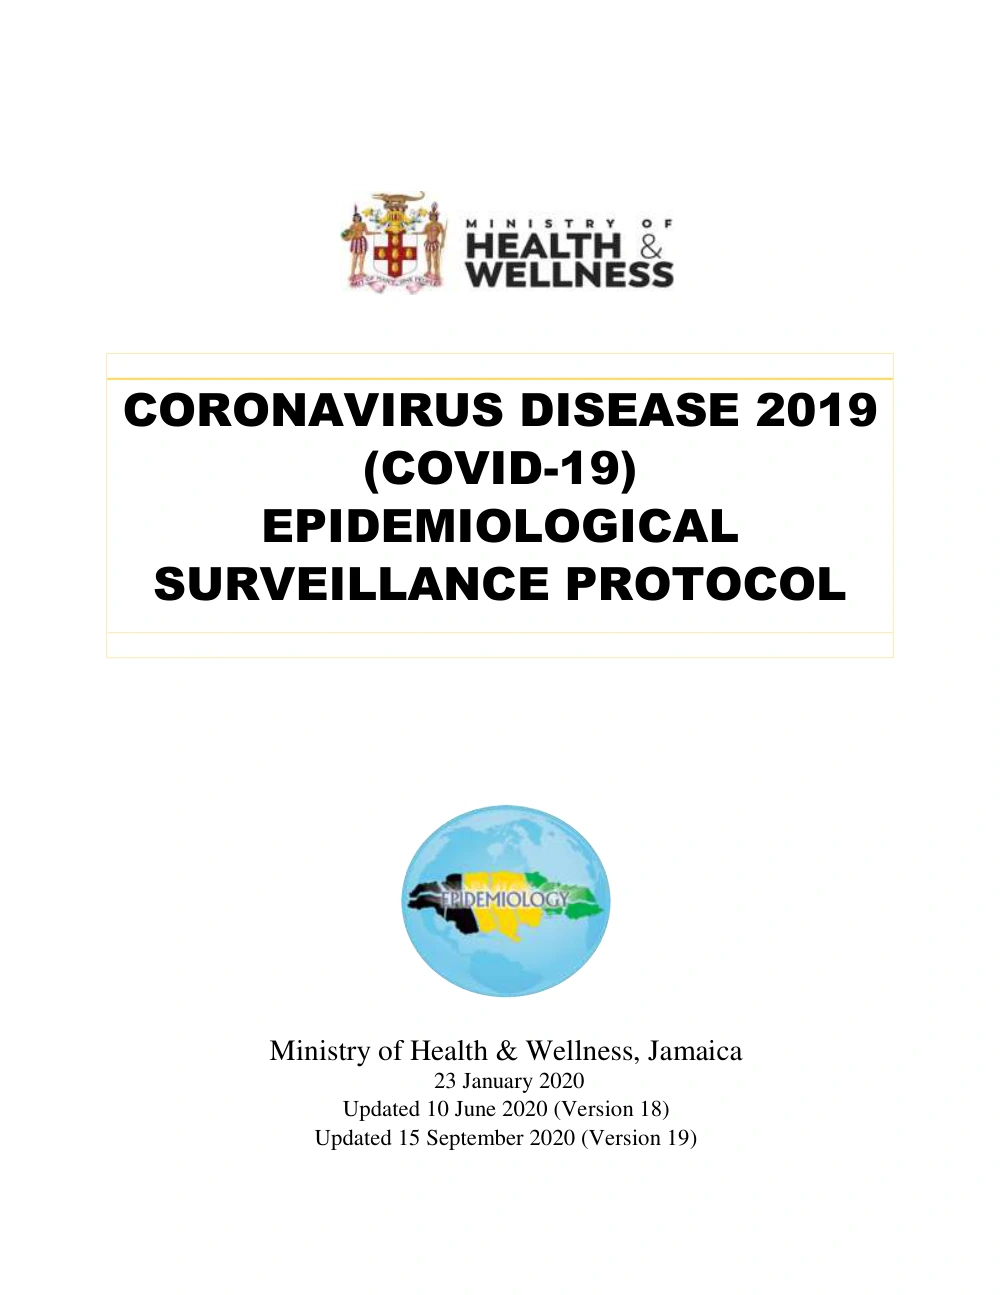 MINISTRY OF
HEALTH &
WELLNESS
CORONAVIRUS DISEASE 2019
(COVID-19)
EPIDEMIOLOGICAL
SURVEILLANCE PROTOCOL
EPIDEMIOLOGY
Ministry of Health & Wellness, Jamaica
23 January 2020
Updated 10 June 2020 (Version 18)
Updated 15 September 2020 (Version 19)